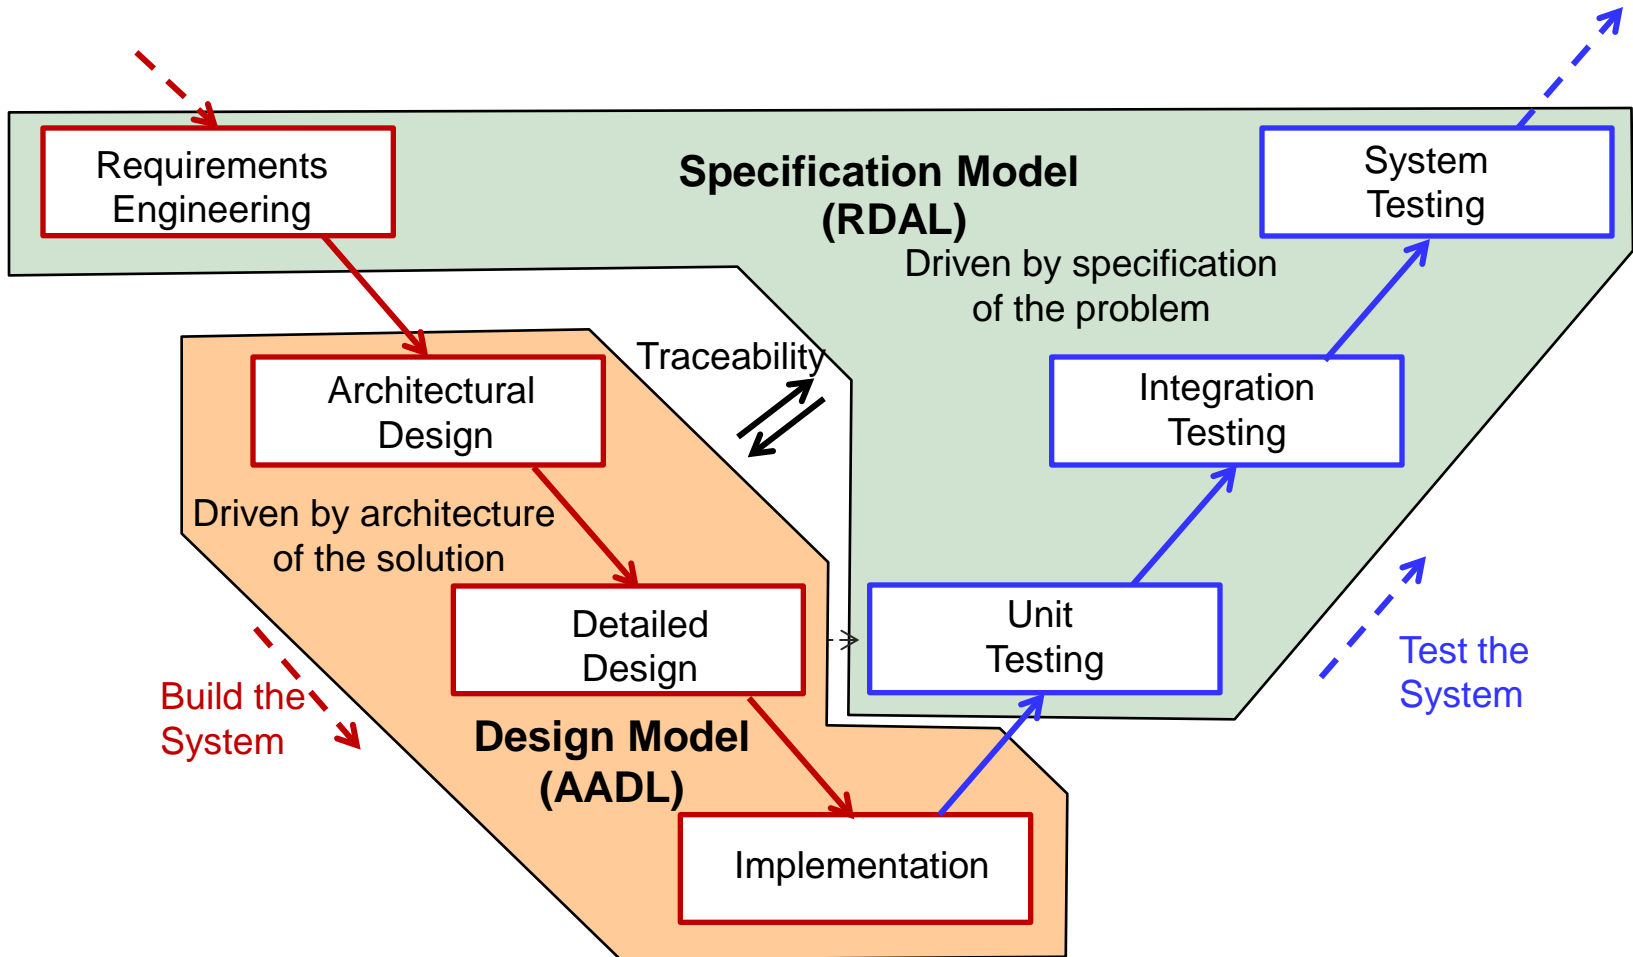 Requirements
Engineering
Specification Model
(RDAL)
System
Testing
Driven by specification
of the problem
Traceability
Architectural
Design
Integration
Testing
Driven by architecture
of the solution
Detailed
Design
Unit
Testing
Build the
System
Test the
System
Design Model
(AADL)
Implementation